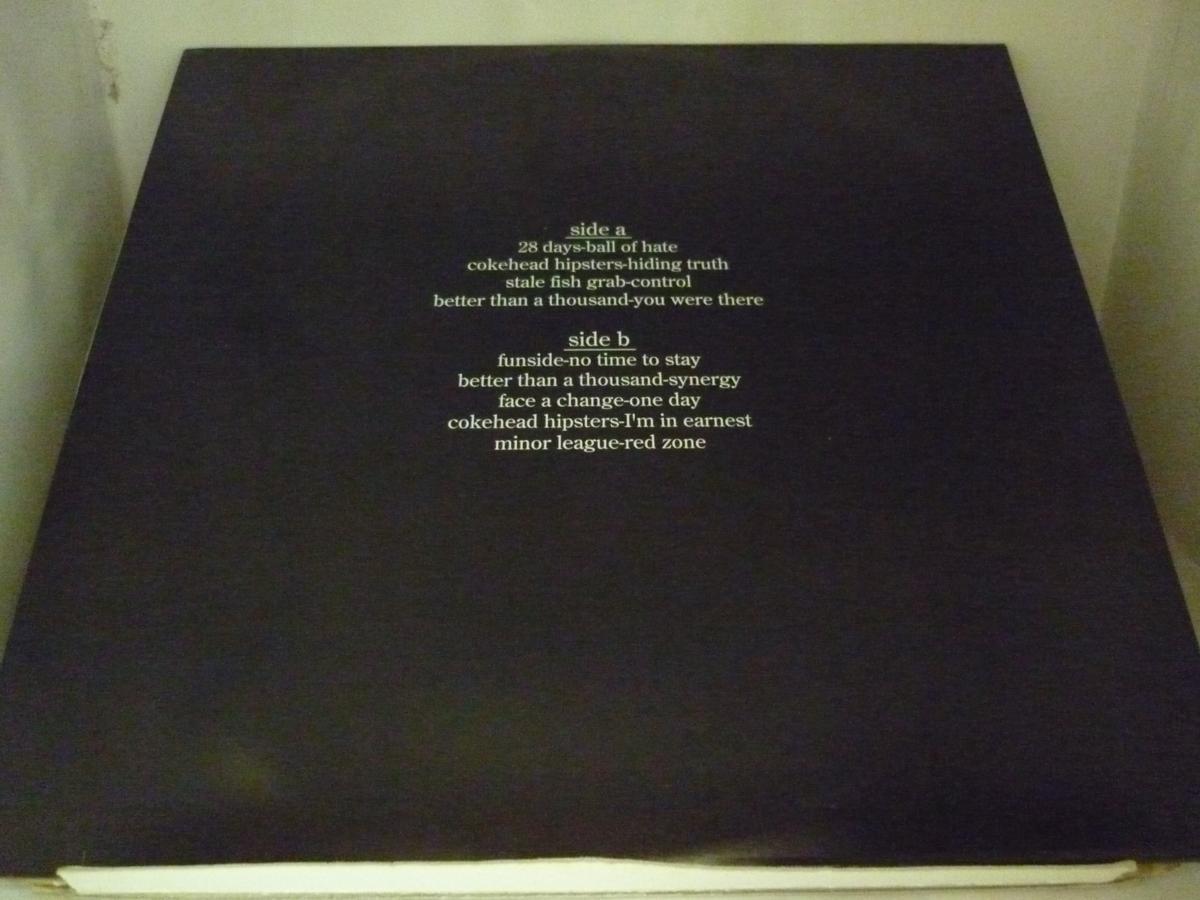 side a
28 days-ball of hate
cokehead hipsters-hiding truth
stale fish grab-control
better than a thousand-you were there
side b
funside-no time to stay
better than a thousand-synergy
face a change-one day
cokehead hipsters-I'm in earnest
minor league-red zone